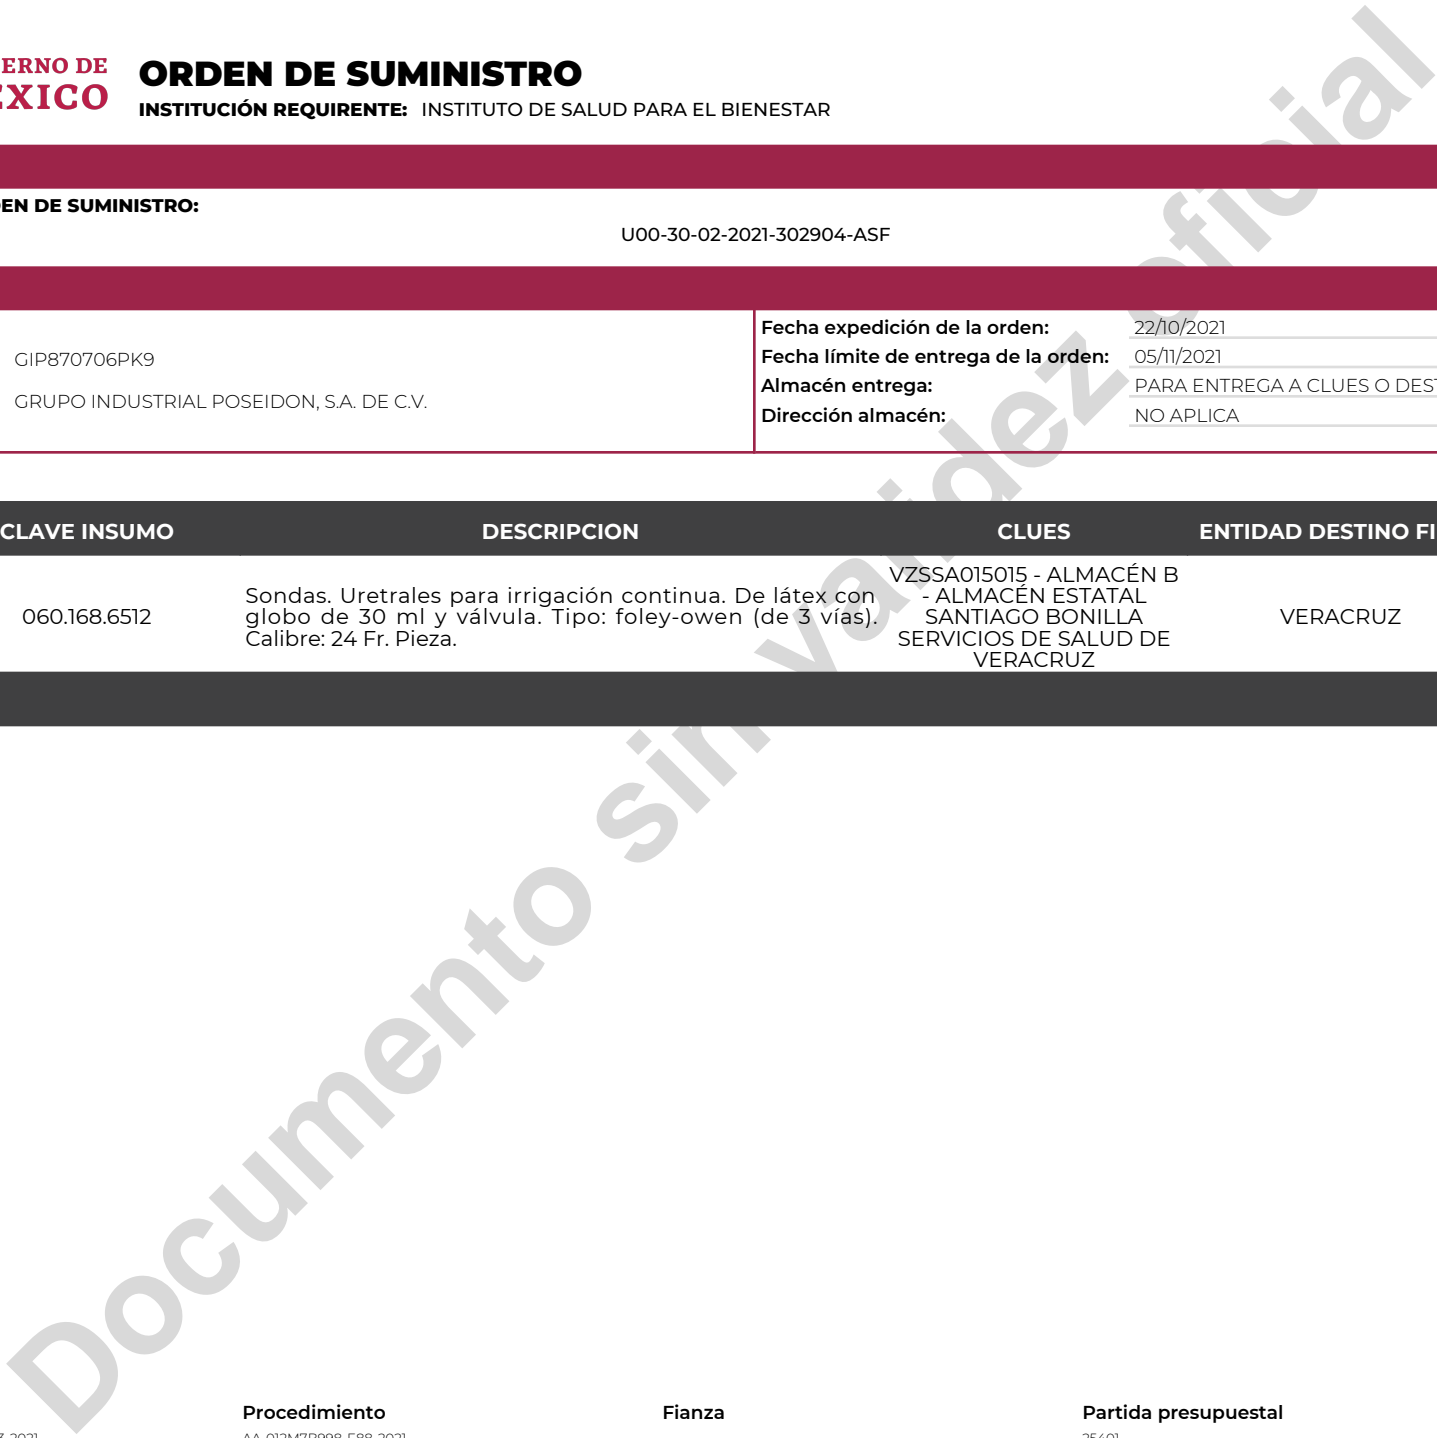 ERNO DE
ÉXICO
ORDEN DE SUMINISTRO
INSTITUCIÓN REQUIRENTE: INSTITUTO DE SALUD PARA EL BIENESTAR
EN DE SUMINISTRO:
U00-30-02-2021-302904-ASF
GIP870706PK9
GRUPO INDUSTRIAL POSEIDON, S.A. DE C.V.
Fecha expedición de la orden: 22/10/2021
Fecha límite de entrega de la orden: 05/11/2021
Almacén entrega: PARA ENTREGA A CLUES O DEST
Dirección almacén: NO APLICA
CLAVE INSUMO DESCRIPCION CLUES ENTIDAD DESTINO FI
060.168.6512
Sondas. Uretrales para irrigación continua. De látex con
globo de 30 ml y válvula. Tipo: foley-owen (de 3 vías).
Calibre: 24 Fr. Pieza.
VZSSA015015 - ALMACÉN B
- ALMACÉN ESTATAL
SANTIAGO BONILLA
SERVICIOS DE SALUD DE
VERACRUZ
VERACRUZ
Documento sin validez oficial
Procedimiento Fianza Partida presupuestal